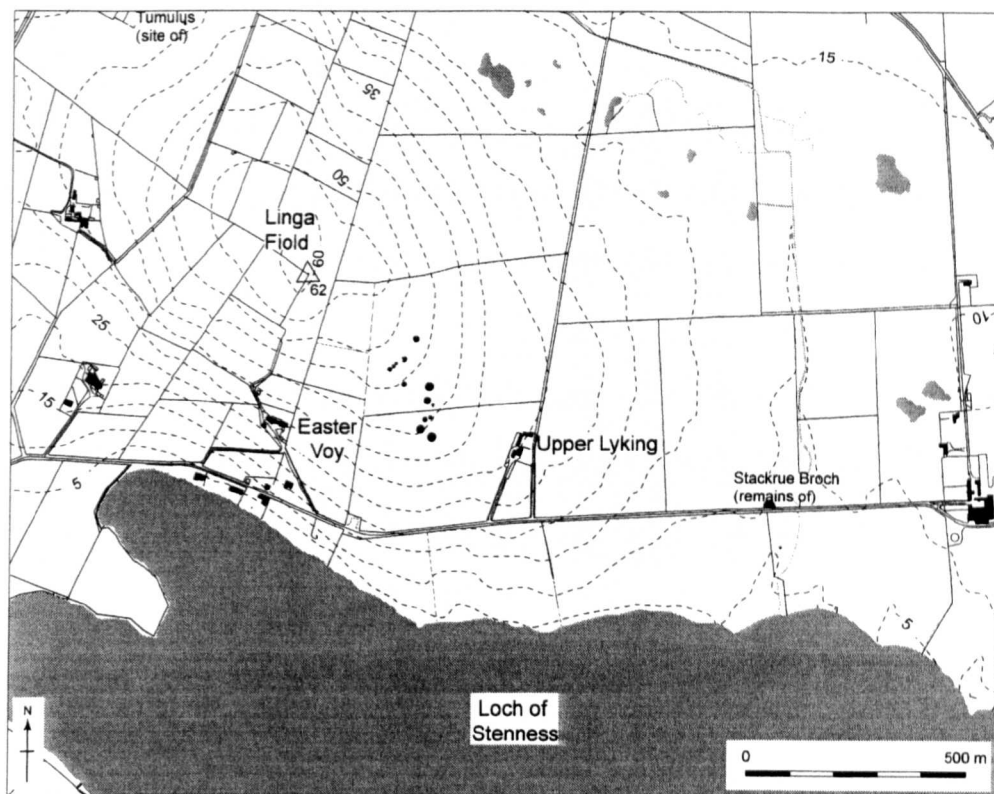 Tumulus
(site of)
15
35
50
Linga
Fiold
60
62
25
10
15
Easter
Voy
Upper Lyking
Stackrue Broch
(remains of)
5
5
Loch of
Stenness
N
0 500 m